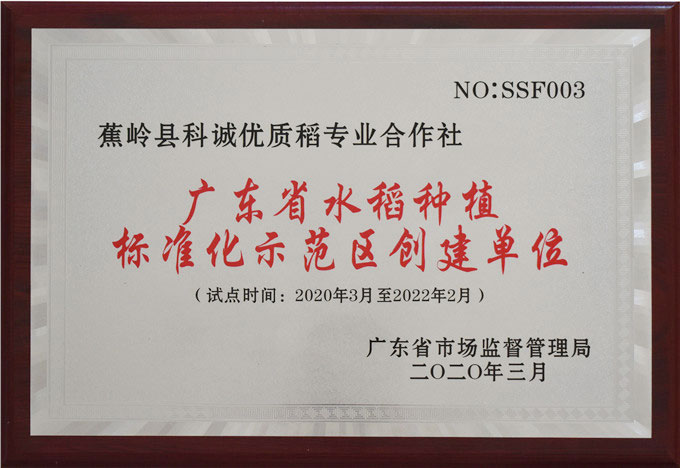 NO:SSF003
蕉岭县科诚优质稻专业合作社
广东省水稻种植
标准化示范区创建单位
（试点时间：2020年3月至2022年2月）
广东省市场监督管理局
二〇二〇年三月